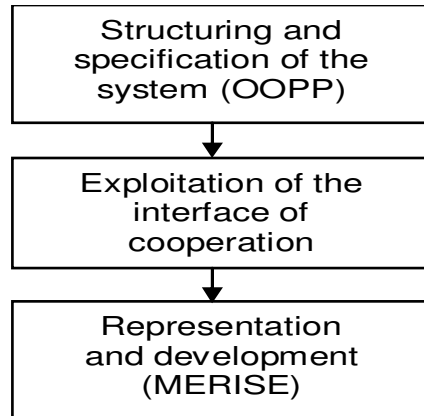 Structuring and
specification of the
system (OOPP)
Exploitation of the
interface of
cooperation
Representation
and development
(MERISE)